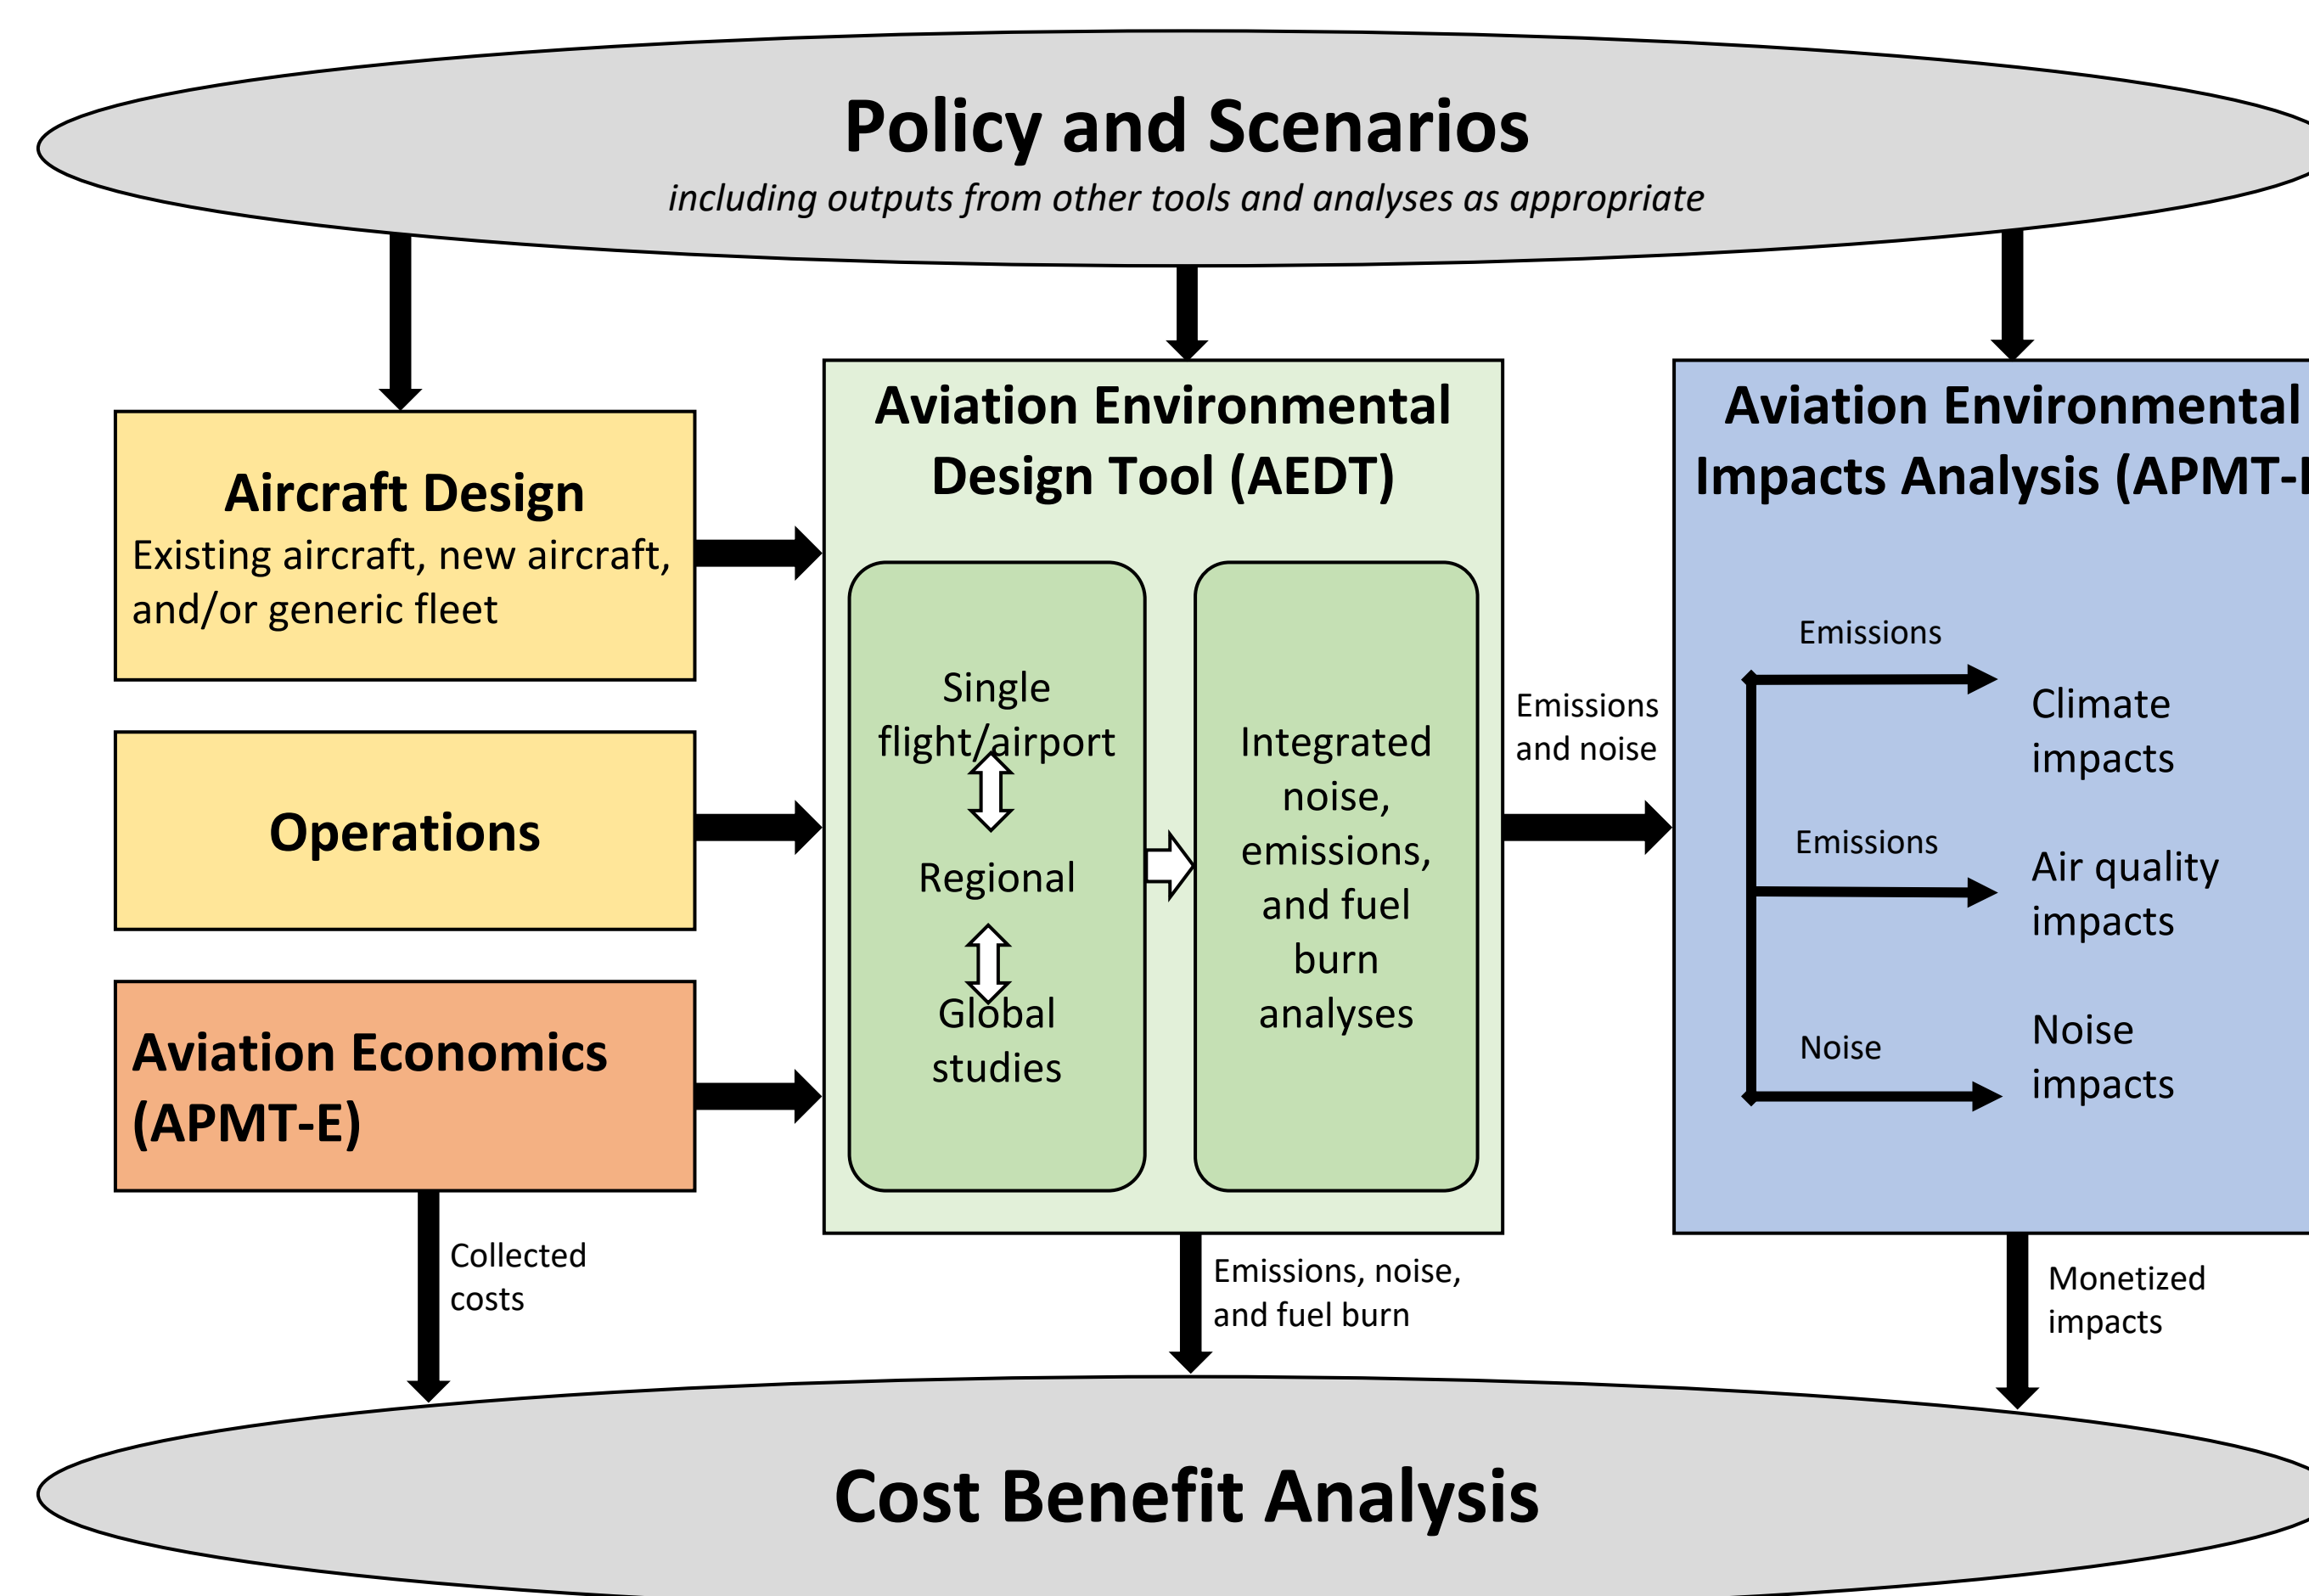 Policy and Scenarios
including outputs from other tools and analyses as appropriate
Aircraft Design
Existing aircraft, new aircraft,
and/or generic fleet
Operations
Aviation Economics
(APMT-E)
Aviation Environmental
Design Tool (AEDT)
Single
flight/airport
Regional
Global
studies
Integrated
noise,
emissions,
and fuel
burn
analyses
Emissions
and noise
Aviation Environmental
Impacts Analysis (APMT-I
Emissions
Climate
impacts
Emissions
Air quality
impacts
Noise
Noise
impacts
Collected
costs
Emissions, noise,
and fuel burn
Monetized
impacts
Cost Benefit Analysis